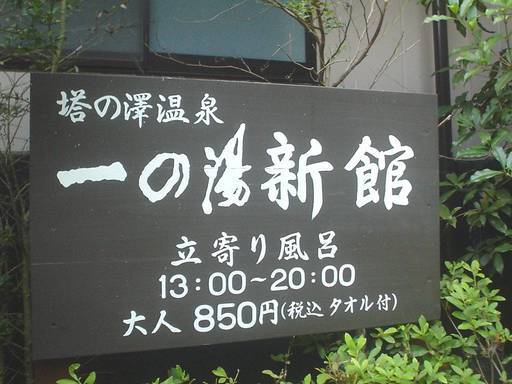 塔の澤温泉
一の湯新館
立寄り風呂
13:00～20:00
大人 850円(税込 タオル付)